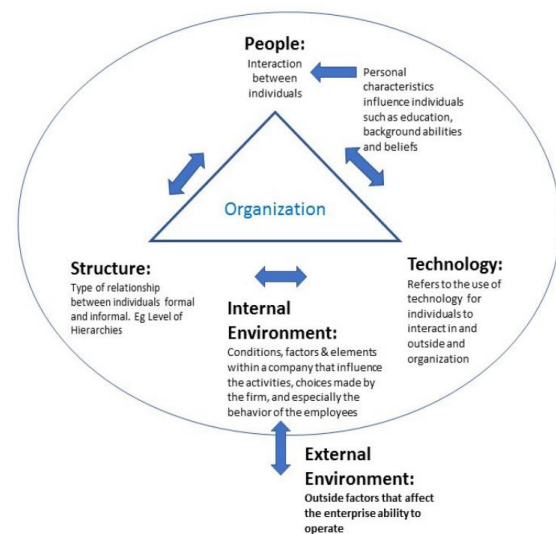 People:
Interaction
between
individuals
Personal
characteristics
influence individuals
such as education,
background abilities
and beliefs
Organization
Structure:
Type of relationship
between individuals formal
and informal. Eg Level of
Hierarchies
Technology:
Refers to the use of
technology for
individuals to
interact in and
outside and
organization
Internal
Environment:
Conditions, factors & elements
within a company that influence
the activities, choices made by
the firm, and especially the
behavior of the employees
External
Environment:
Outside factors that affect
the enterprise ability to
operate